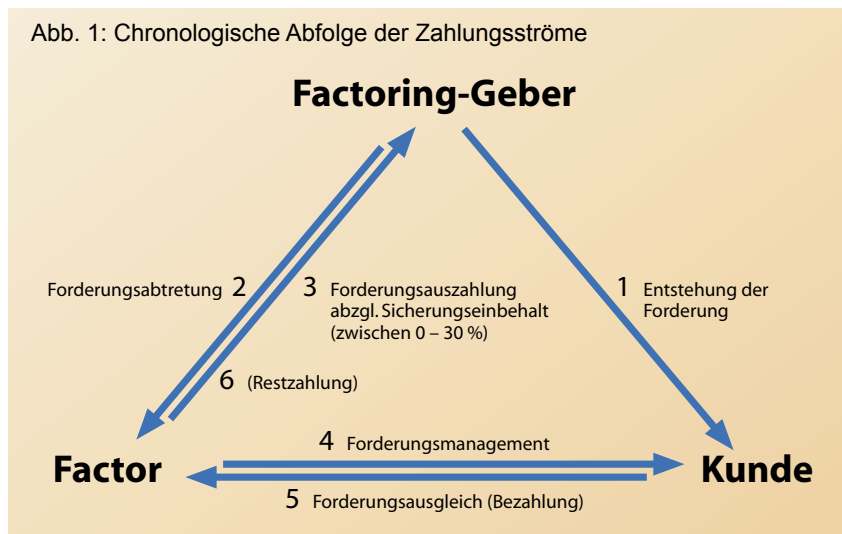 Abb. 1: Chronologische Abfolge der Zahlungsströme
Factoring-Geber
Forderungsabtretung 2
3 Forderungsauszahlung
abzgl. Sicherungseinbehalt
(zwischen 0 – 30 %)
1 Entstehung der
Forderung
6 (Restzahlung)
4 Forderungsmanagement
Factor
Kunde
5 Forderungsausgleich (Bezahlung)